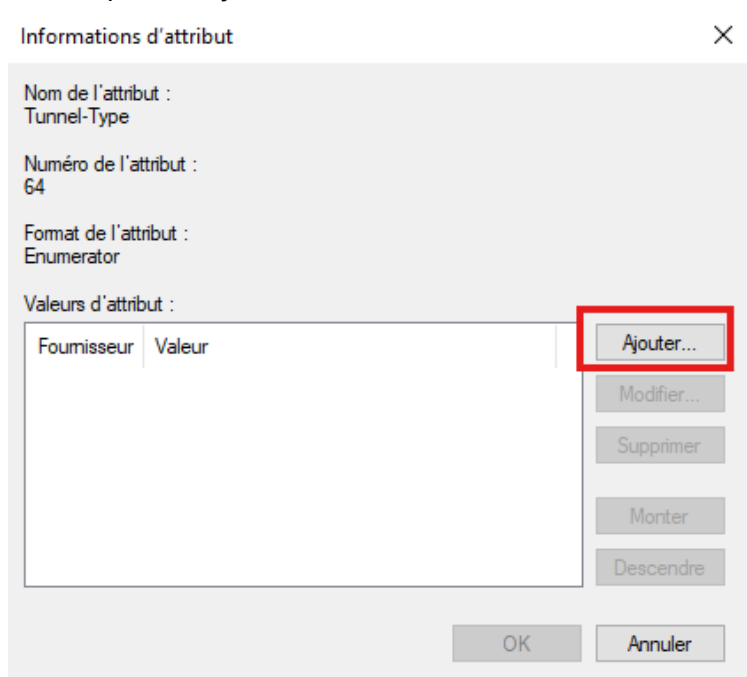 Informations d'attribut
Nom de l'attribut :
Tunnel-Type
Numéro de l'attribut :
64
Format de l'attribut :
Enumerator
Valeurs d'attribut :
Fournisseur Valeur
Ajouter...
Modifier...
Supprimer
Monter
Descendre
OK Annuler